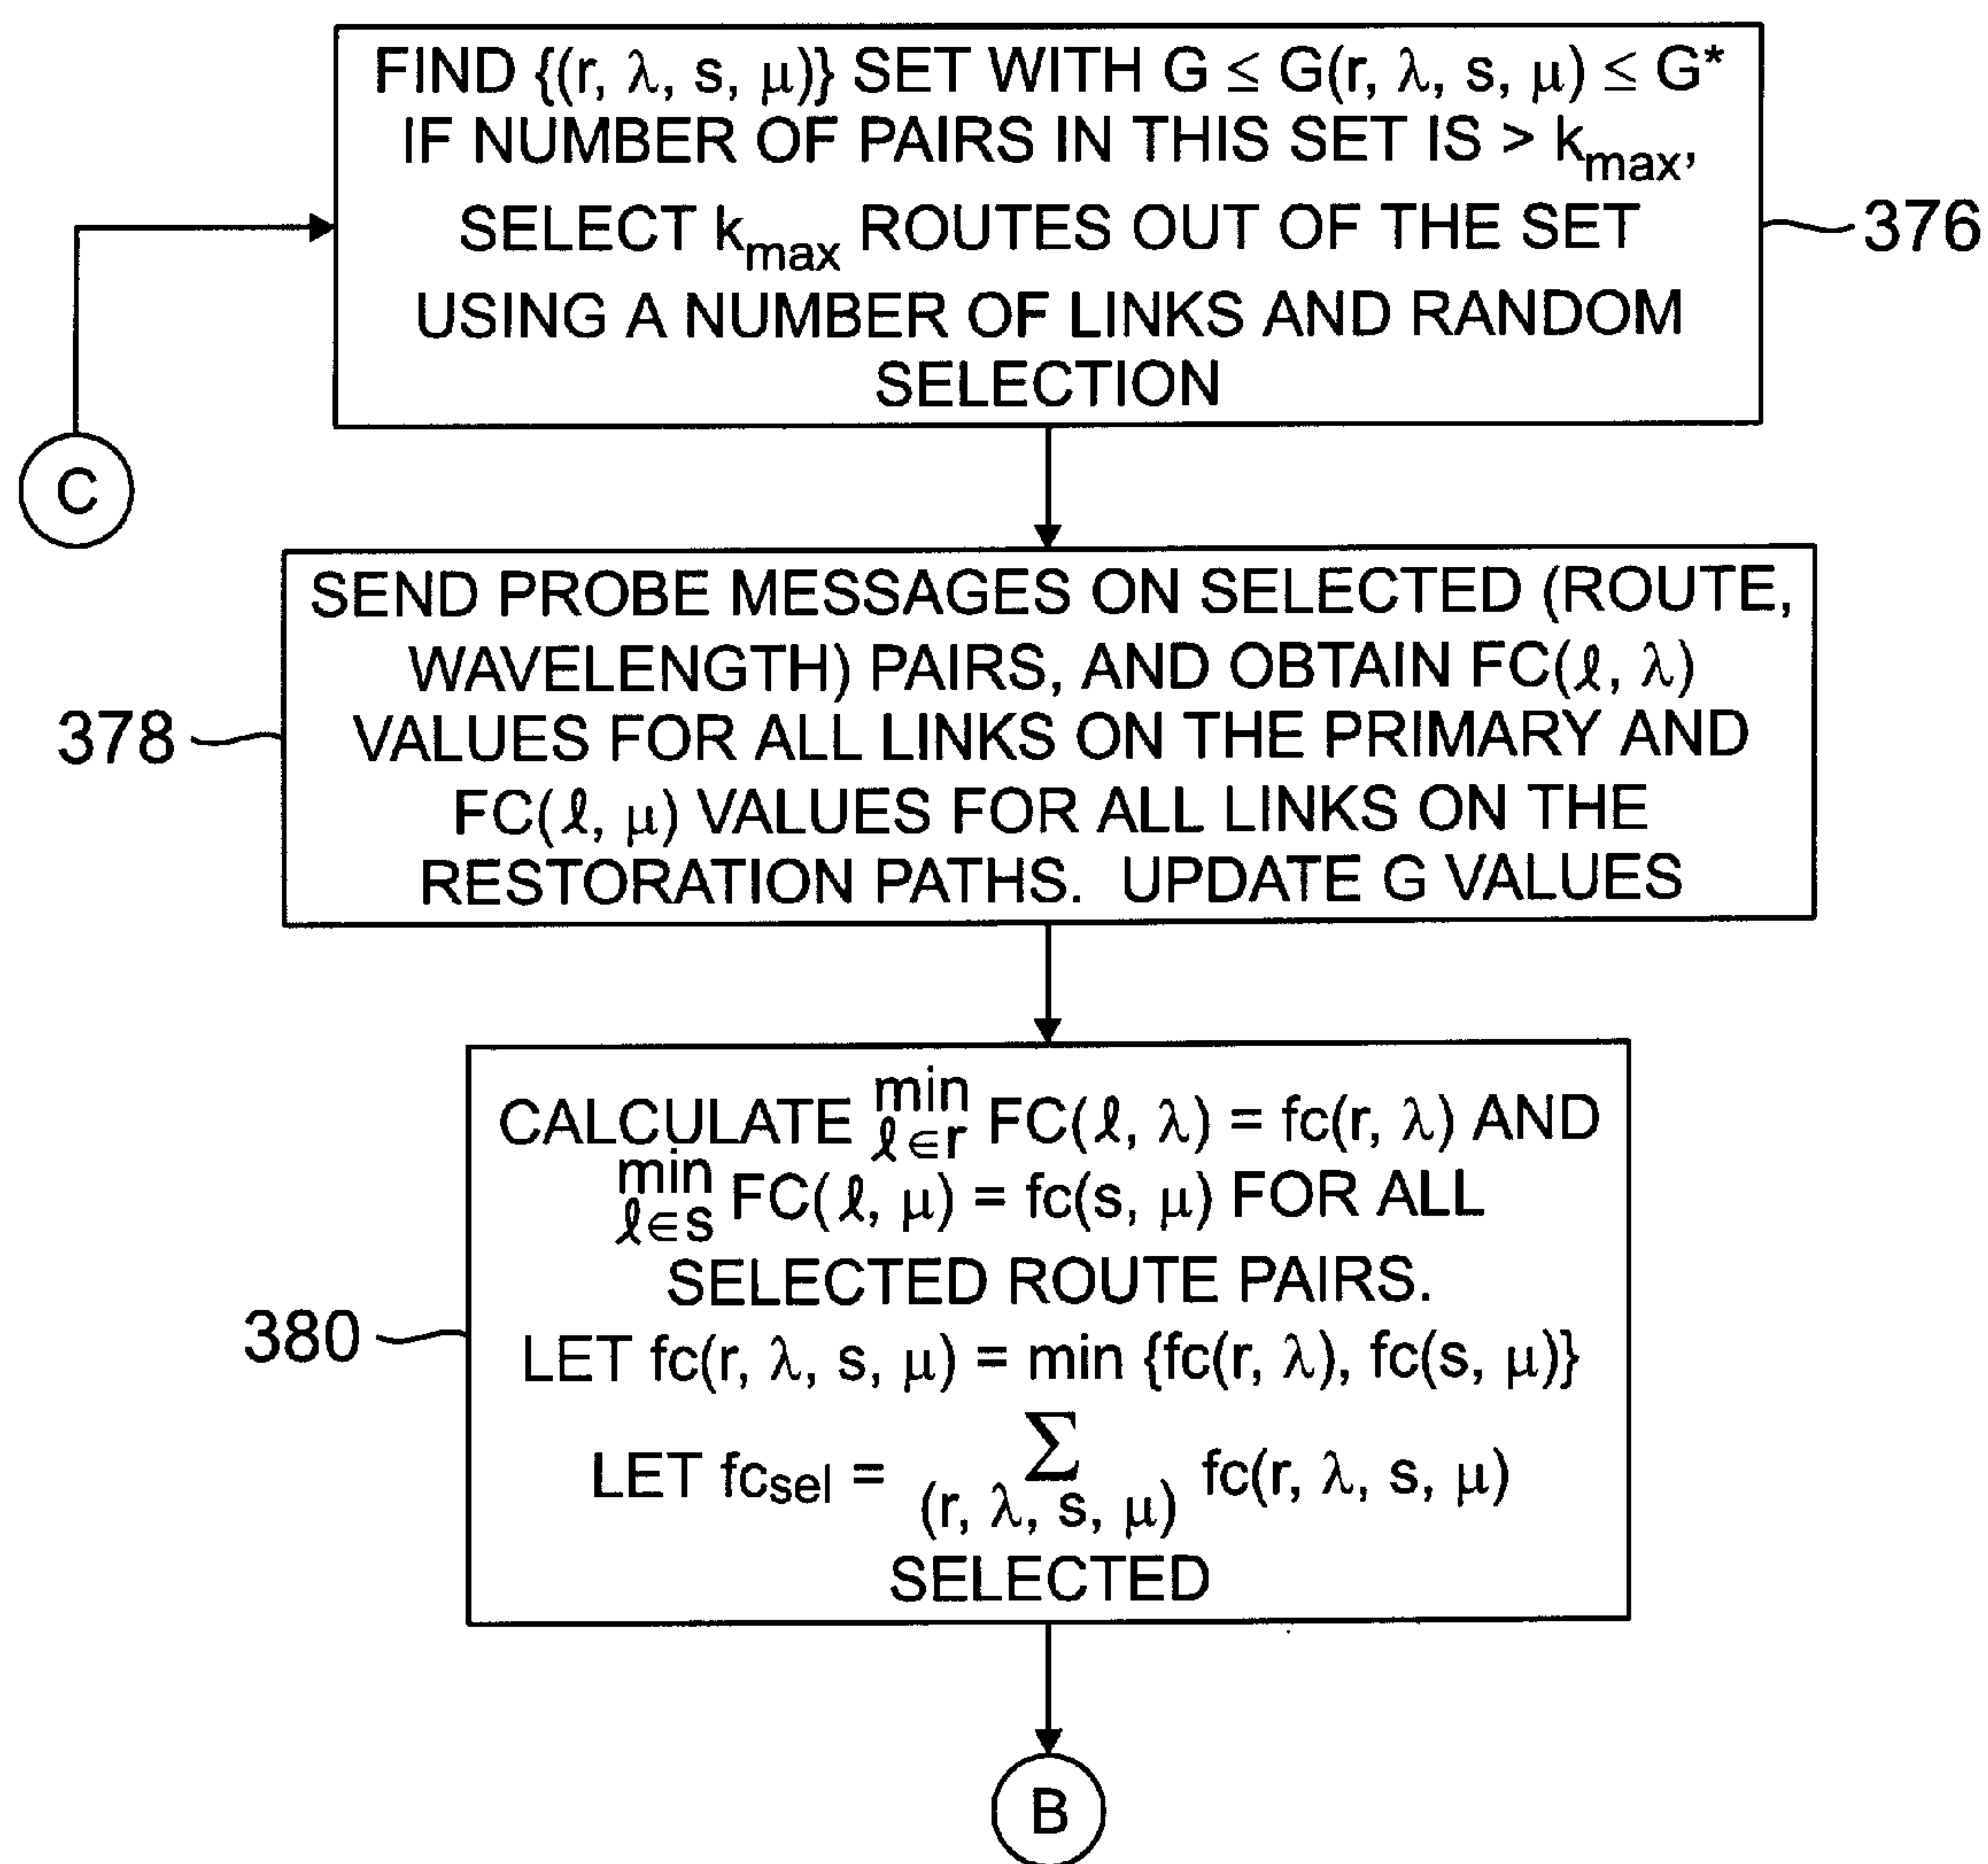 FIND {(r, λ, s, μ)} SET WITH G ≤ G(r, λ, s, μ) ≤ G*
IF NUMBER OF PAIRS IN THIS SET IS > kmax,
SELECT kmax ROUTES OUT OF THE SET
USING A NUMBER OF LINKS AND RANDOM
SELECTION
376
C
SEND PROBE MESSAGES ON SELECTED (ROUTE,
WAVELENGTH) PAIRS, AND OBTAIN FC(ℓ, λ)
VALUES FOR ALL LINKS ON THE PRIMARY AND
FC(ℓ, μ) VALUES FOR ALL LINKS ON THE
RESTORATION PATHS. UPDATE G VALUES
378
CALCULATE min ℓ∈r FC(ℓ, λ) = fc(r, λ) AND
min ℓ∈s FC(ℓ, μ) = fc(s, μ) FOR ALL
SELECTED ROUTE PAIRS.
LET fc(r, λ, s, μ) = min {fc(r, λ), fc(s, μ)}
LET fcsel = Σ (r, λ, s, μ) fc(r, λ, s, μ)
SELECTED
380
B